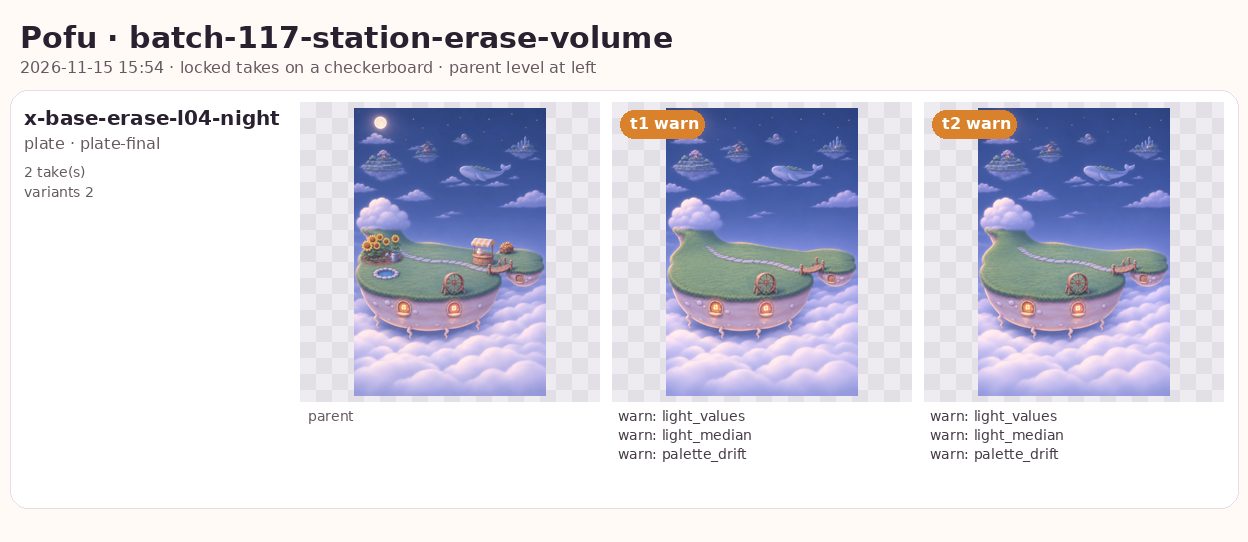 Pofu · batch-117-station-erase-volume
2026-11-15 15:54 · locked takes on a checkerboard · parent level at left
x-base-erase-l04-night
plate · plate-final
2 take(s)
variants 2
parent
t1 warn
warn: light_values
warn: light_median
warn: palette_drift
t2 warn
warn: light_values
warn: light_median
warn: palette_drift